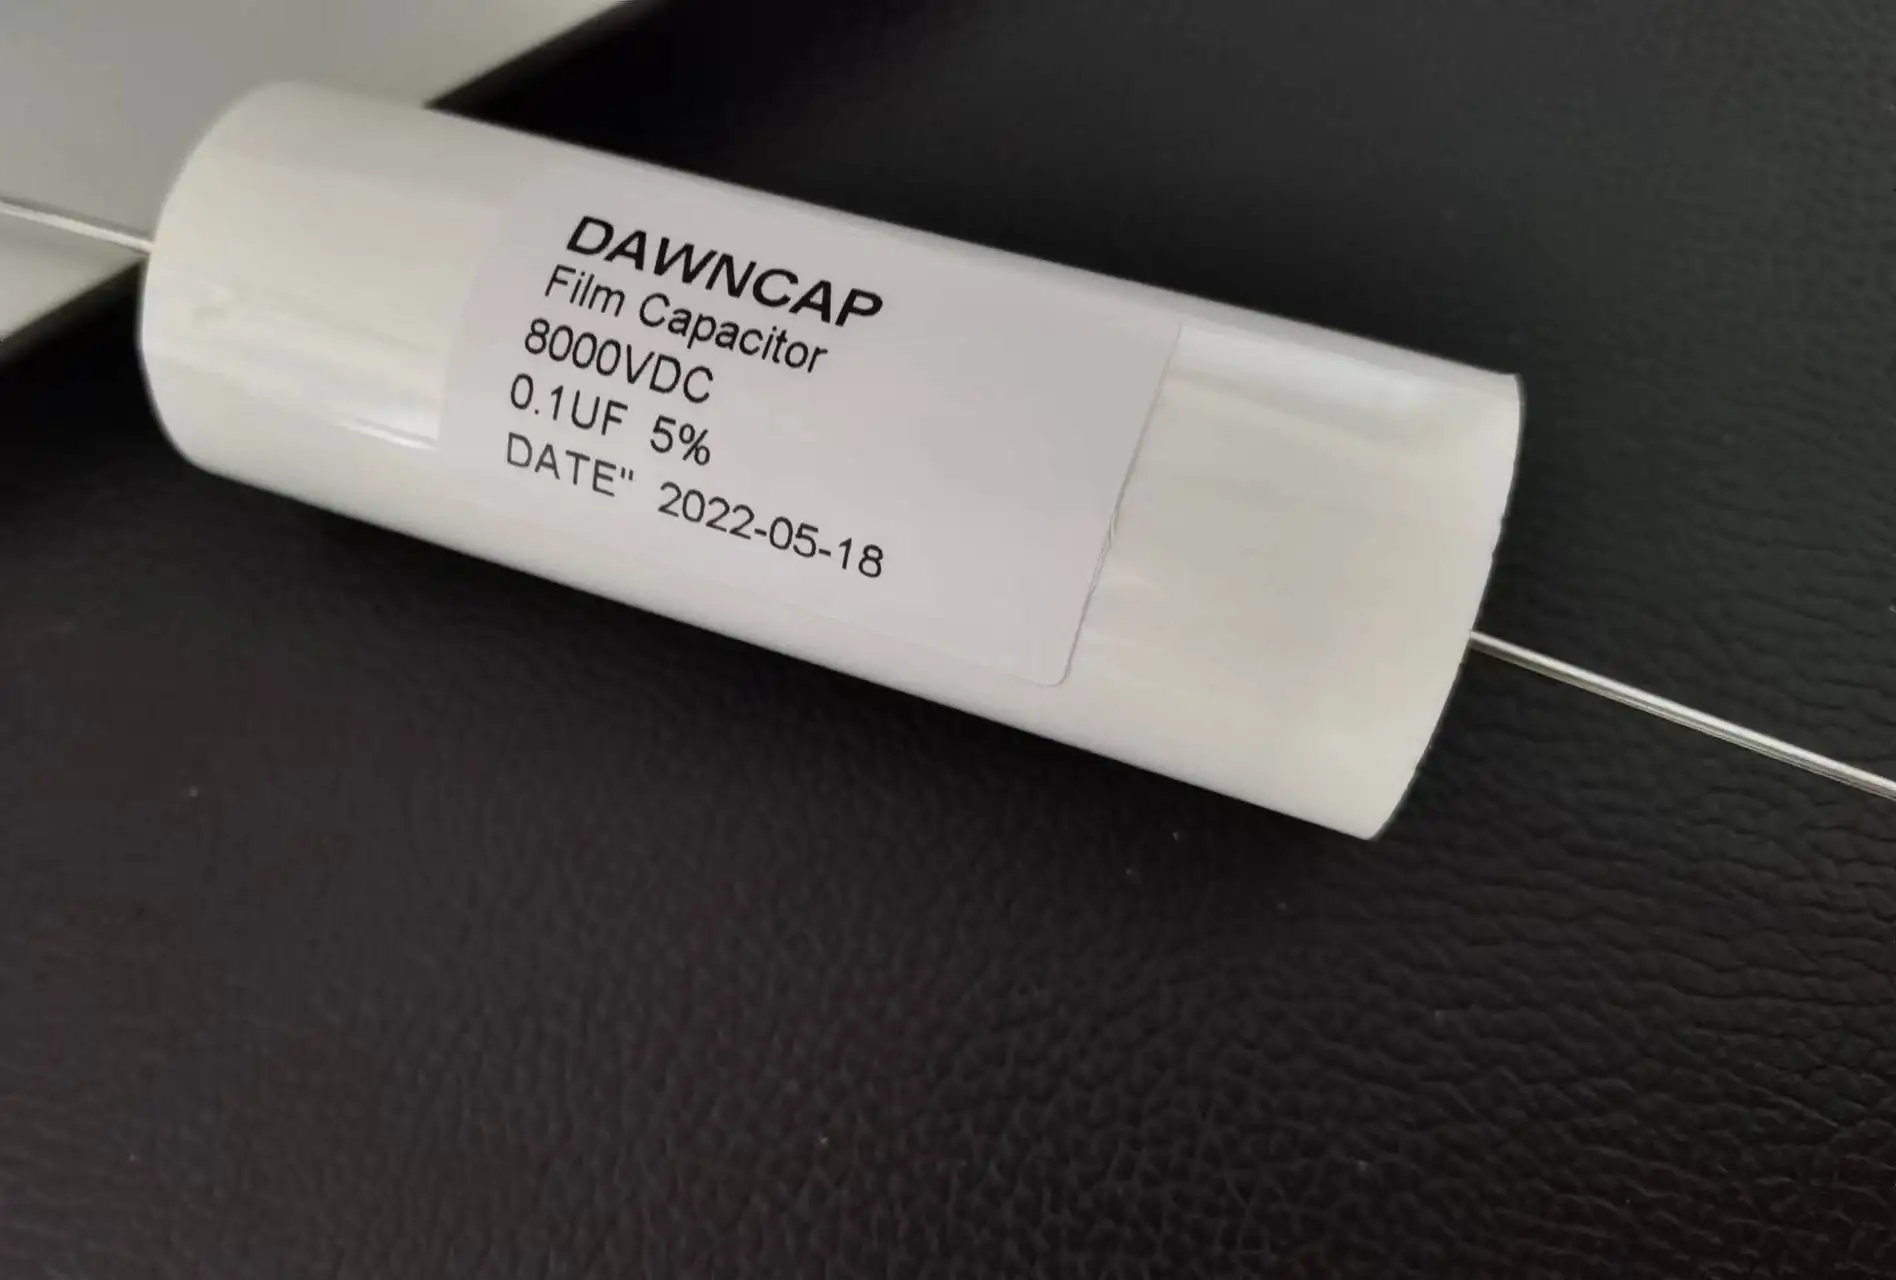 DAWNCAP
Film Capacitor
8000VDC
0.1UF 5%
DATE" 2022-05-18